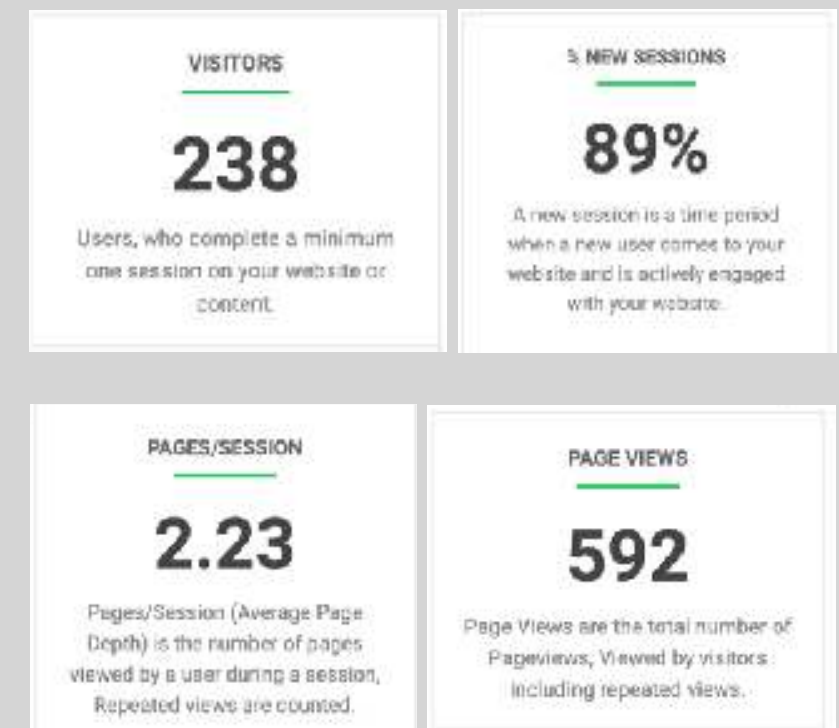 VISITORS
238
Users, who complete a minimum
one session on your website or
content.
% NEW SESSIONS
89%
A new session is a time period
when a new user comes to your
website and is actively engaged
with your website.
PAGES/SESSION
2.23
Pages/Session (Average Page
Depth) is the number of pages
viewed by a user during a session,
Repeated views are counted.
PAGE VIEWS
592
Page Views are the total number of
Pageviews, Viewed by visitors
including repeated views.